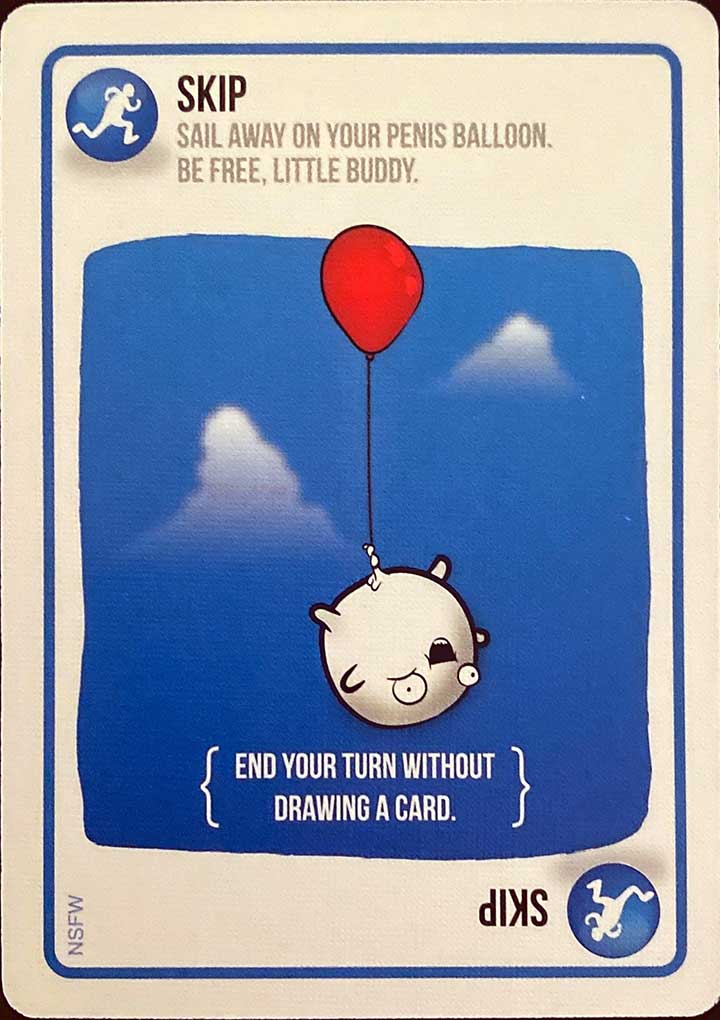 SKIP
SAIL AWAY ON YOUR PENIS BALLOON.
BE FREE, LITTLE BUDDY.
{ END YOUR TURN WITHOUT
DRAWING A CARD. }
NSFW
SKIP